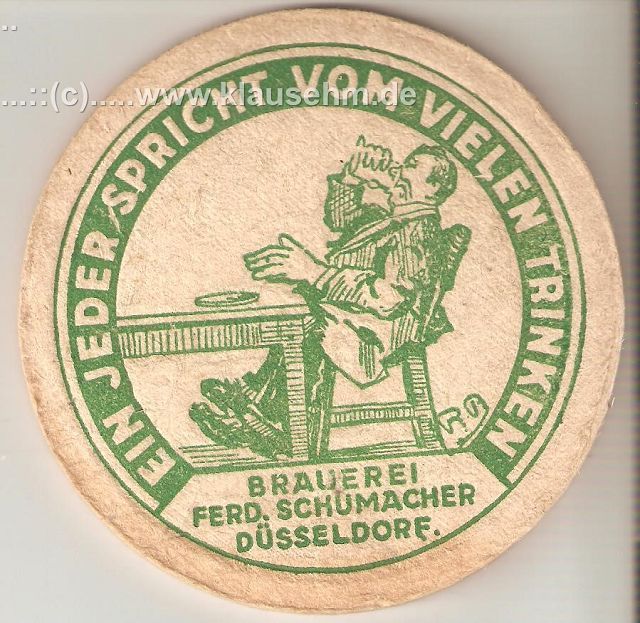 ...::(c).....www.klausehm.de
EIN JEDER SPRICHT VOM VIELEN TRINKEN
BRAUEREI
FERD. SCHUMACHER
DÜSSELDORF.